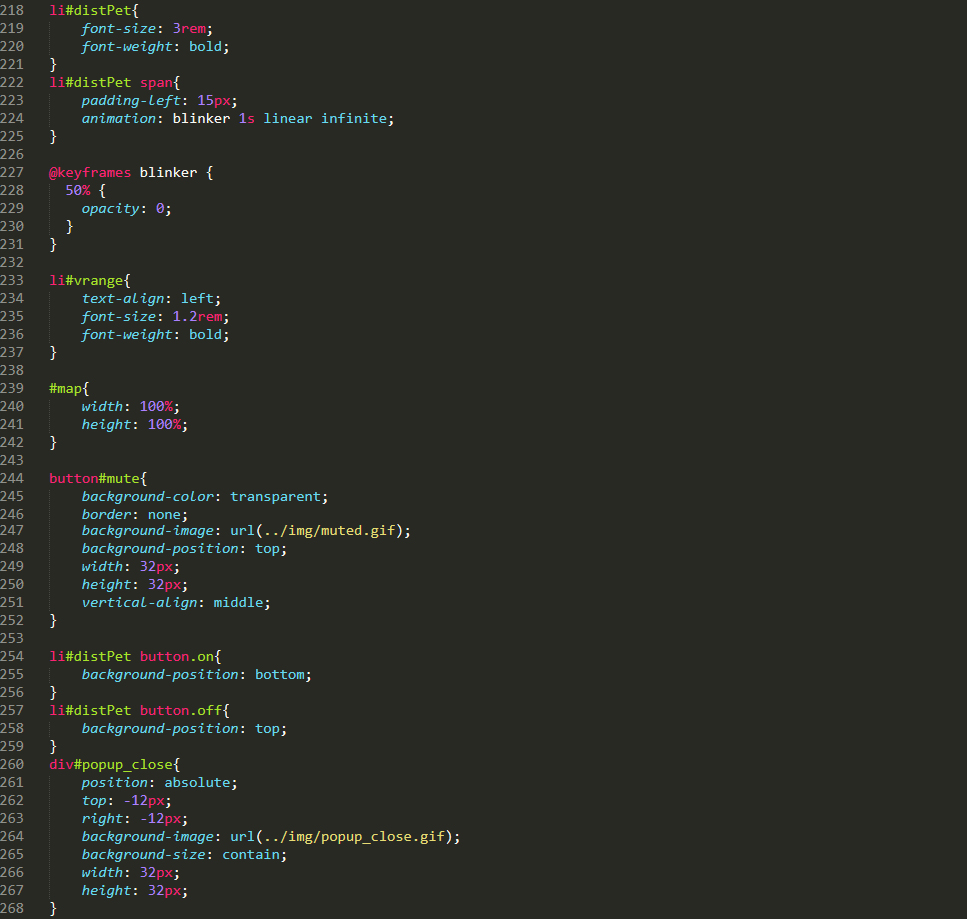 218 li#distPet{
219     font-size: 3rem;
220     font-weight: bold;
221 }
222 li#distPet span{
223     padding-left: 15px;
224     animation: blinker 1s linear infinite;
225 }
226
227 @keyframes blinker {
228   50% {
229     opacity: 0;
230   }
231 }
232
233 li#vrange{
234     text-align: left;
235     font-size: 1.2rem;
236     font-weight: bold;
237 }
238
239 #map{
240     width: 100%;
241     height: 100%;
242 }
243
244 button#mute{
245     background-color: transparent;
246     border: none;
247     background-image: url(../img/muted.gif);
248     background-position: top;
249     width: 32px;
250     height: 32px;
251     vertical-align: middle;
252 }
253
254 li#distPet button.on{
255     background-position: bottom;
256 }
257 li#distPet button.off{
258     background-position: top;
259 }
260 div#popup_close{
261     position: absolute;
262     top: -12px;
263     right: -12px;
264     background-image: url(../img/popup_close.gif);
265     background-size: contain;
266     width: 32px;
267     height: 32px;
268 }